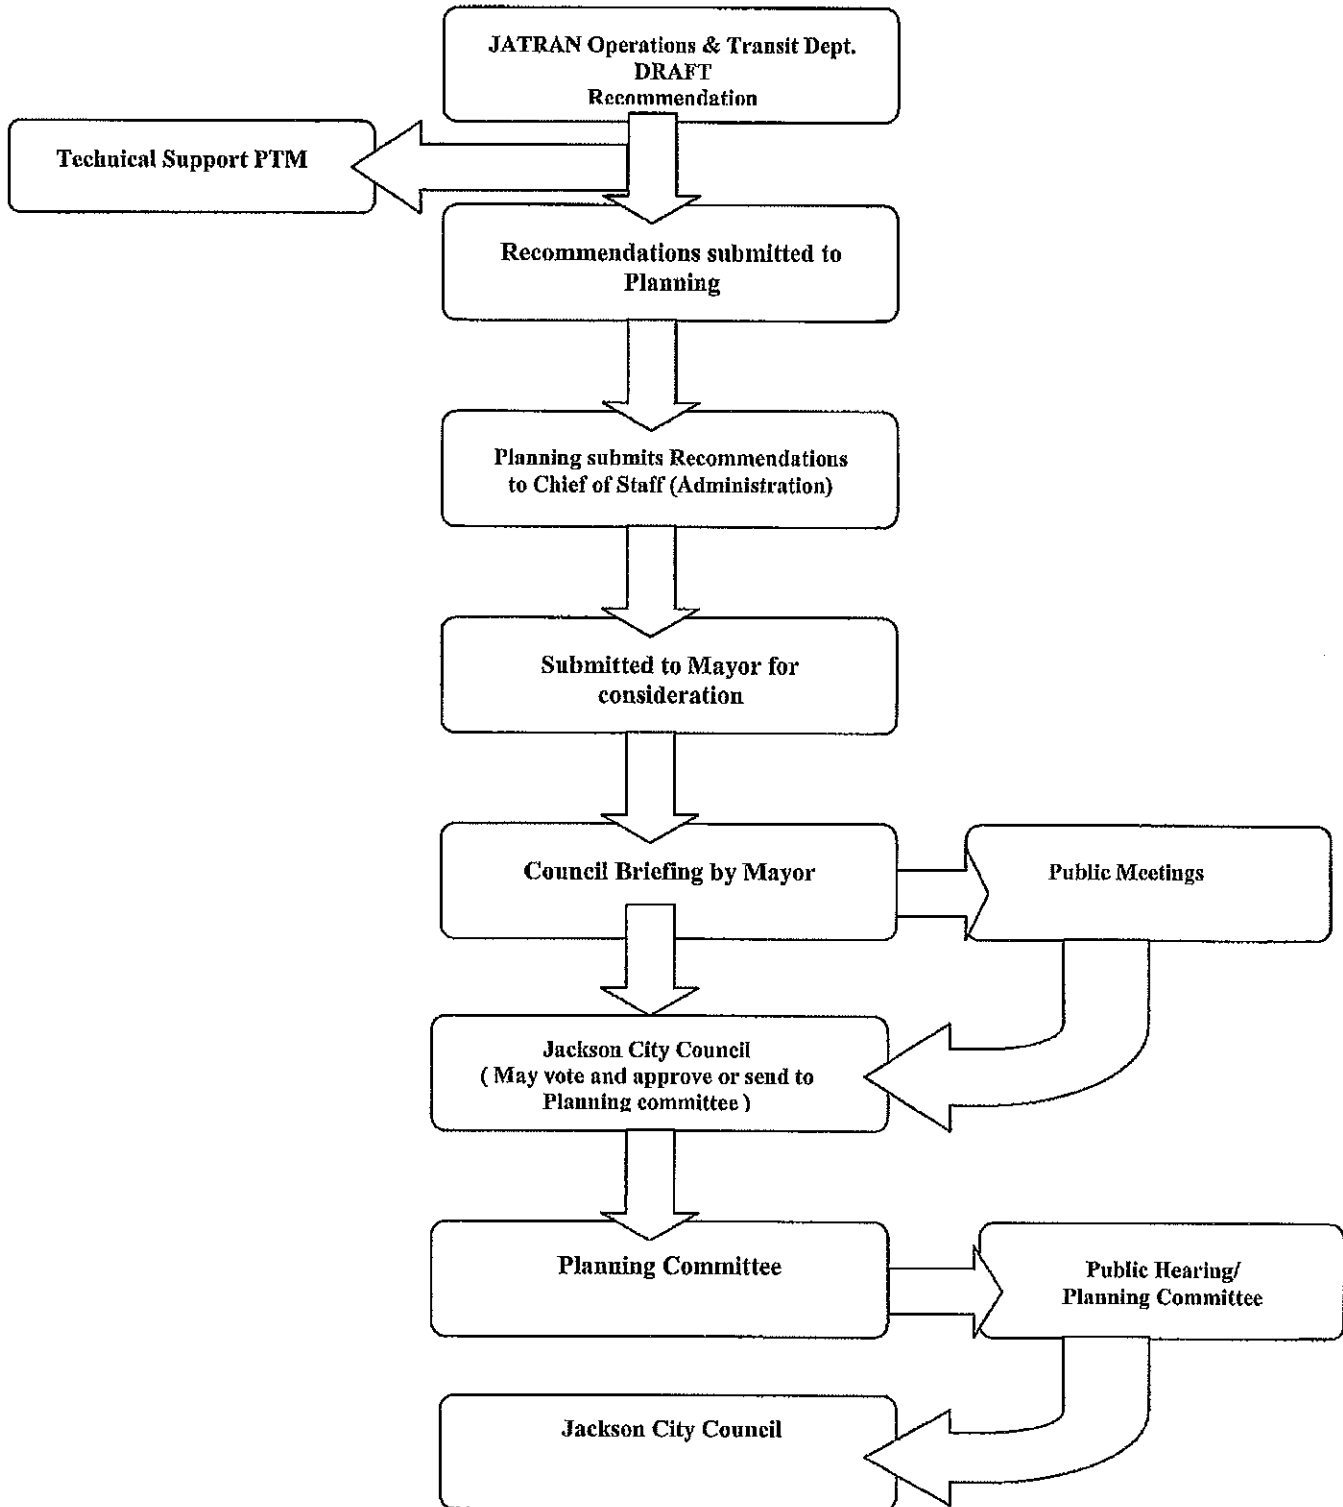 JATRAN Operations & Transit Dept.
DRAFT
Recommendation
Technical Support PTM
Recommendations submitted to
Planning
Planning submits Recommendations
to Chief of Staff (Administration)
Submitted to Mayor for
consideration
Council Briefing by Mayor
Public Meetings
Jackson City Council
( May vote and approve or send to
Planning committee )
Planning Committee
Public Hearing/
Planning Committee
Jackson City Council